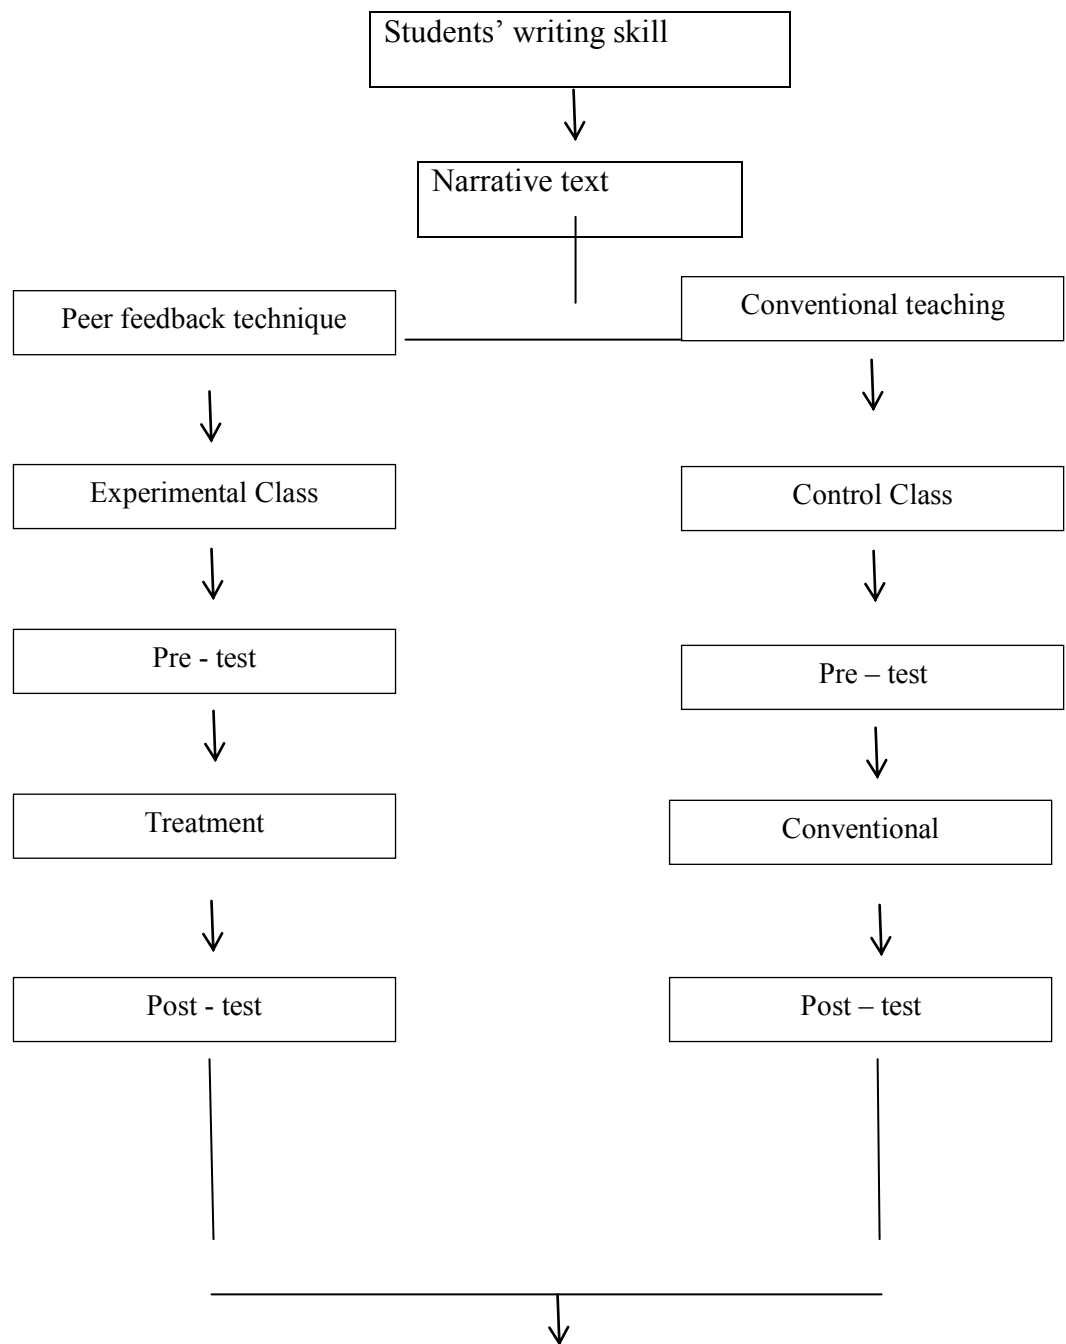 Students’ writing skill
Narrative text
Peer feedback technique
Conventional teaching
Experimental Class
Control Class
Pre - test
Pre – test
Treatment
Conventional
Post - test
Post – test